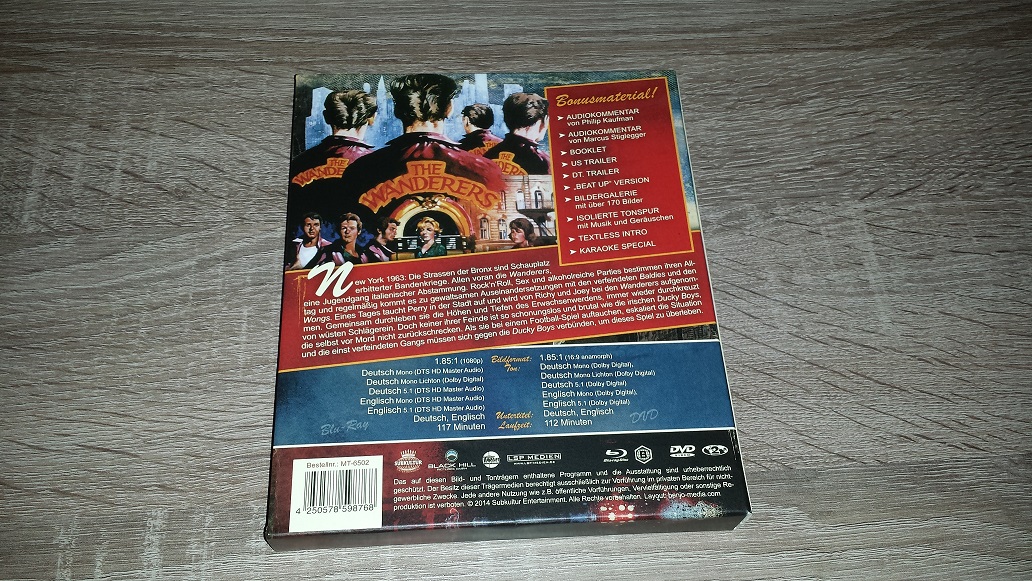 THE
WANDERERS
THE
WANDERERS
Bonusmaterial!
➤ AUDIOKOMMENTAR
von Philip Kaufman
➤ AUDIOKOMMENTAR
von Marcus Stiglegger
➤ BOOKLET
➤ US TRAILER
➤ DT. TRAILER
➤ „BEAT UP“ VERSION
➤ BILDERGALERIE
mit über 170 Bilder
➤ ISOLIERTE TONSPUR
mit Musik und Geräuschen
➤ TEXTLESS INTRO
➤ KARAOKE SPECIAL
New York 1963: Die Strassen der Bronx sind Schauplatz
erbitterter Bandenkriege. Allen voran die Wanderers,
eine Jugendgang italienischer Abstammung. Rock'n'Roll, Sex und alkoholreiche Parties bestimmen ihren All-
tag und regelmäßig kommt es zu gewaltsamen Auseinandersetzungen mit den verfeindeten Baldies und den
Wongs. Eines Tages taucht Perry in der Stadt auf und wird von Richy und Joey bei den Wanderers aufgenom-
men. Gemeinsam durchleben sie die Höhen und Tiefen des Erwachsenwerdens, immer wieder durchkreuzt
von wüsten Schlägerein. Doch keiner ihrer Feinde ist so schonungslos und brutal wie die irischen Ducky Boys,
die selbst vor Mord nicht zurückschrecken. Als sie bei einem Football-Spiel auftauchen, eskaliert die Situation
und die einst verfeindeten Gangs müssen sich gegen die Ducky Boys verbünden, um dieses Spiel zu überleben.
1.85:1 (1080p) Bildformat: 1.85:1 (16:9 anamorph)
Deutsch Mono (DTS HD Master Audio) Ton: Deutsch Mono (Dolby Digital),
Deutsch Mono Lichton (Dolby Digital) Deutsch Mono Lichton (Dolby Digital)
Deutsch 5.1 (DTS HD Master Audio) Deutsch 5.1 (Dolby Digital)
Englisch Mono (DTS HD Master Audio) Englisch Mono (Dolby Digital),
Englisch 5.1 (DTS HD Master Audio) Englisch 5.1 (Dolby Digital)
Deutsch, Englisch Untertitel: Deutsch, Englisch
Blu-Ray 117 Minuten Laufzeit: 112 Minuten DVD
Bestellnr.: MT-6502
4 250578 598768
SUBKULTUR
BLACK HILL
LSP MEDIEN
Blu-ray Disc
DVD
Das auf diesen Bild- und Tonträgern enthaltene Programm und die Ausstattung sind urheberrechtlich
geschützt. Der Besitz dieser Trägermedien berechtigt ausschließlich zur Vorführung im privaten Bereich für nicht-
gewerbliche Zwecke. Jede andere Nutzung wie z.B. öffentliche Vorführungen, Vervielfältigung oder sonstige Re-
produktion ist verboten. © 2014 Subkultur Entertainment. Alle Rechte vorbehalten. Layout: benjo-media.com